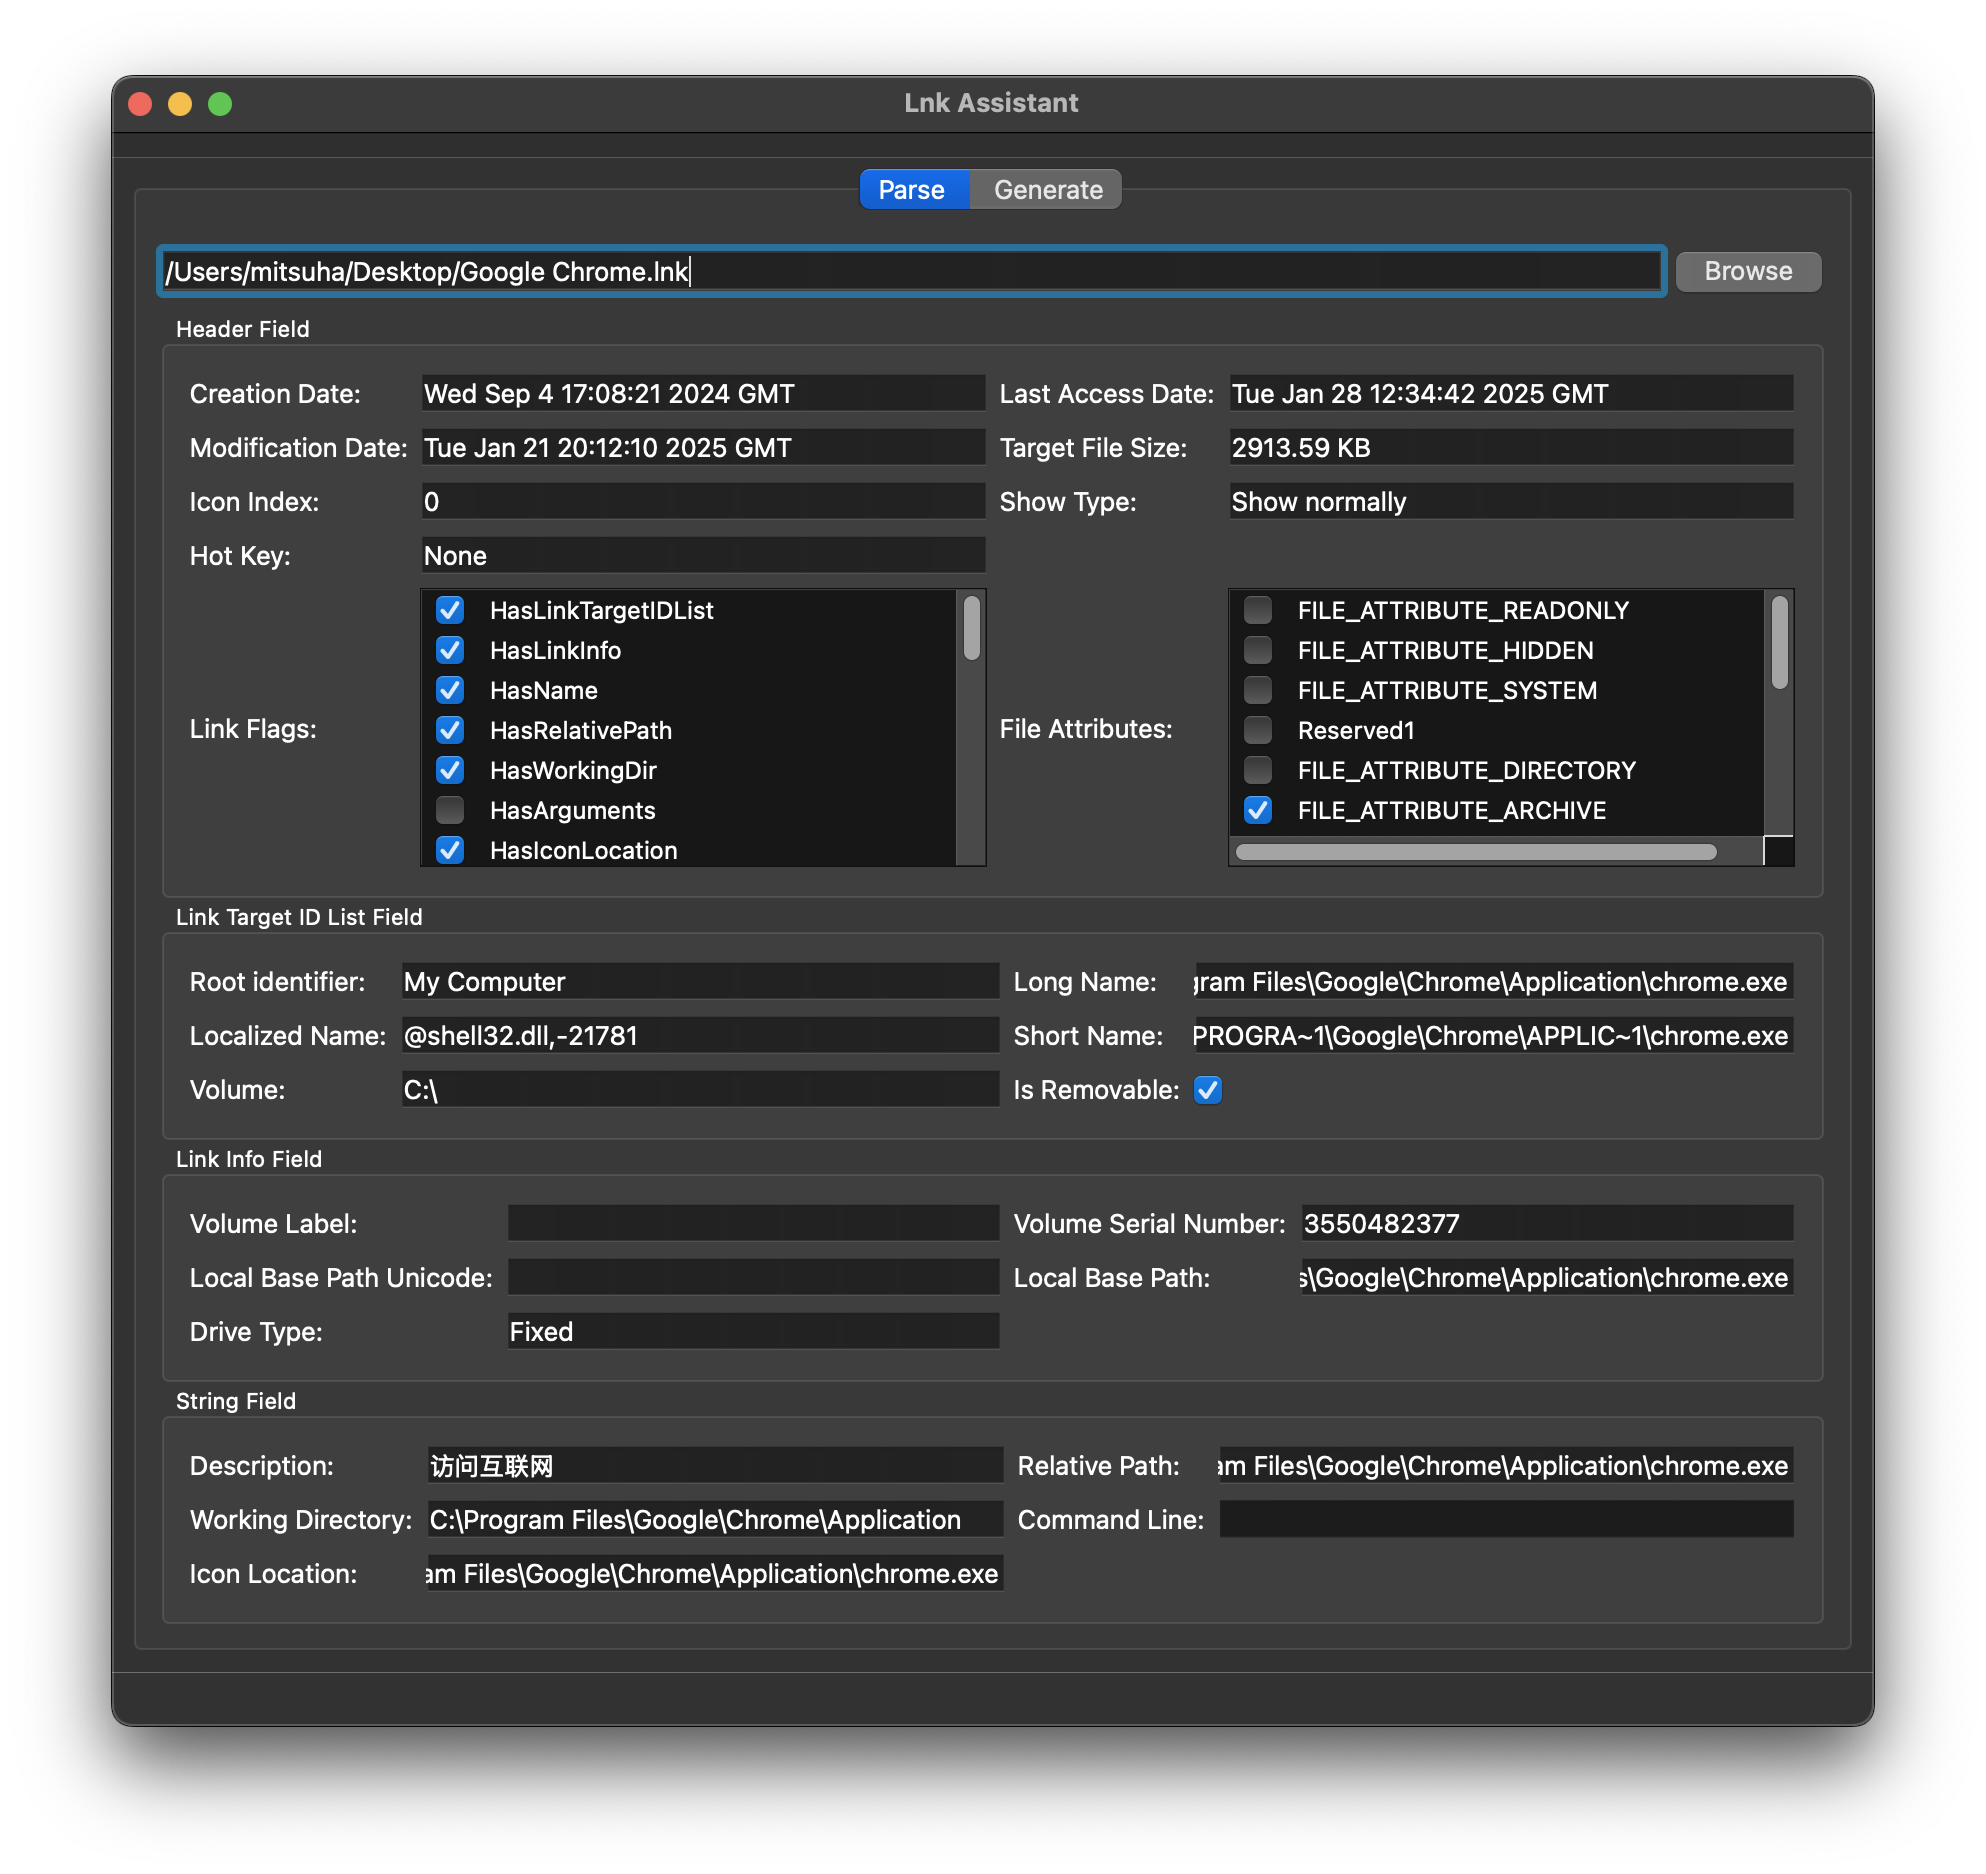 Lnk Assistant
Parse Generate
/Users/mitsuha/Desktop/Google Chrome.lnk Browse
Header Field
Creation Date: Wed Sep 4 17:08:21 2024 GMT Last Access Date: Tue Jan 28 12:34:42 2025 GMT
Modification Date: Tue Jan 21 20:12:10 2025 GMT Target File Size: 2913.59 KB
Icon Index: 0 Show Type: Show normally
Hot Key: None
Link Flags:
HasLinkTargetIDList
HasLinkInfo
HasName
HasRelativePath
HasWorkingDir
HasArguments
HasIconLocation
File Attributes:
FILE_ATTRIBUTE_READONLY
FILE_ATTRIBUTE_HIDDEN
FILE_ATTRIBUTE_SYSTEM
Reserved1
FILE_ATTRIBUTE_DIRECTORY
FILE_ATTRIBUTE_ARCHIVE
Link Target ID List Field
Root identifier: My Computer Long Name: gram Files\Google\Chrome\Application\chrome.exe
Localized Name: @shell32.dll,-21781 Short Name: PROGRA~1\Google\Chrome\APPLIC~1\chrome.exe
Volume: C:\ Is Removable:
Link Info Field
Volume Label: Volume Serial Number: 3550482377
Local Base Path Unicode: Local Base Path: s\Google\Chrome\Application\chrome.exe
Drive Type: Fixed
String Field
Description: 访问互联网 Relative Path: am Files\Google\Chrome\Application\chrome.exe
Working Directory: C:\Program Files\Google\Chrome\Application Command Line:
Icon Location: am Files\Google\Chrome\Application\chrome.exe